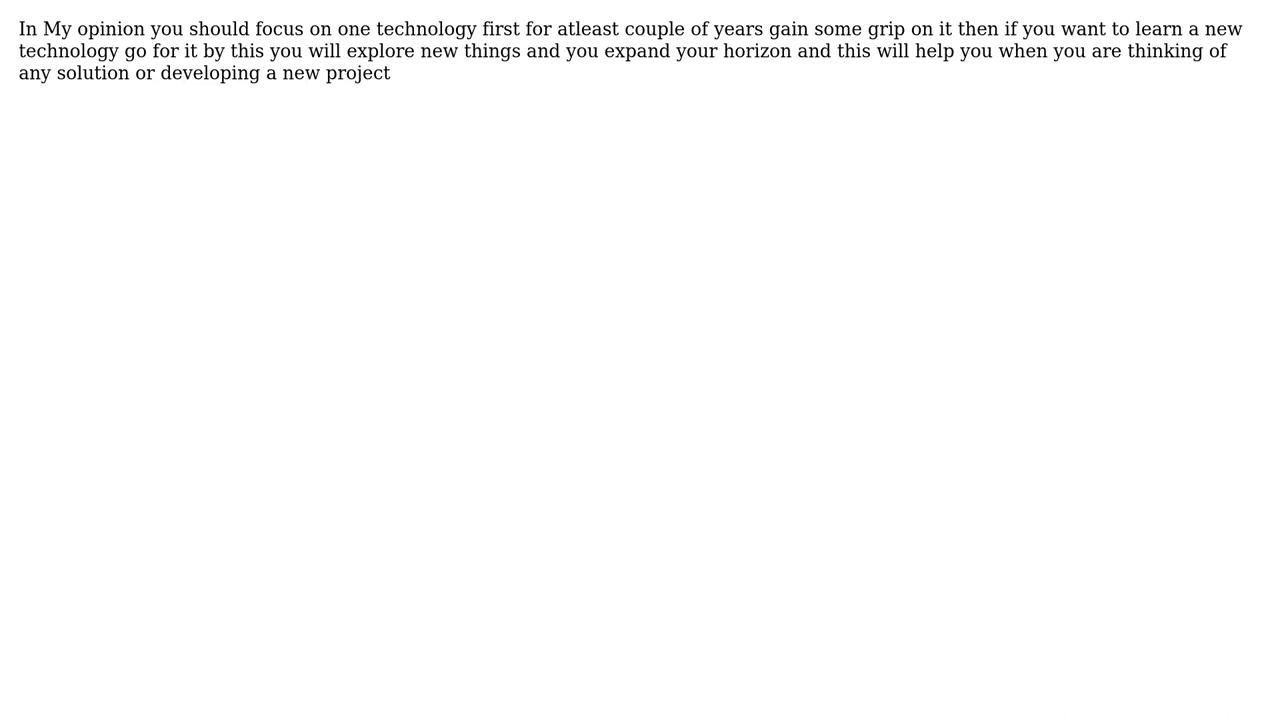 In My opinion you should focus on one technology first for atleast couple of years gain some grip on it then if you want to learn a new
technology go for it by this you will explore new things and you expand your horizon and this will help you when you are thinking of
any solution or developing a new project